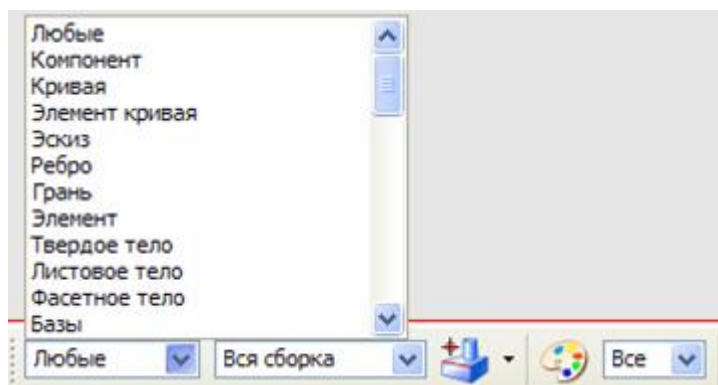 Любые
Компонент
Кривая
Элемент кривая
Эскиз
Ребро
Грань
Элемент
Твердое тело
Листовое тело
Фасетное тело
Базы
Любые Вся сборка Все